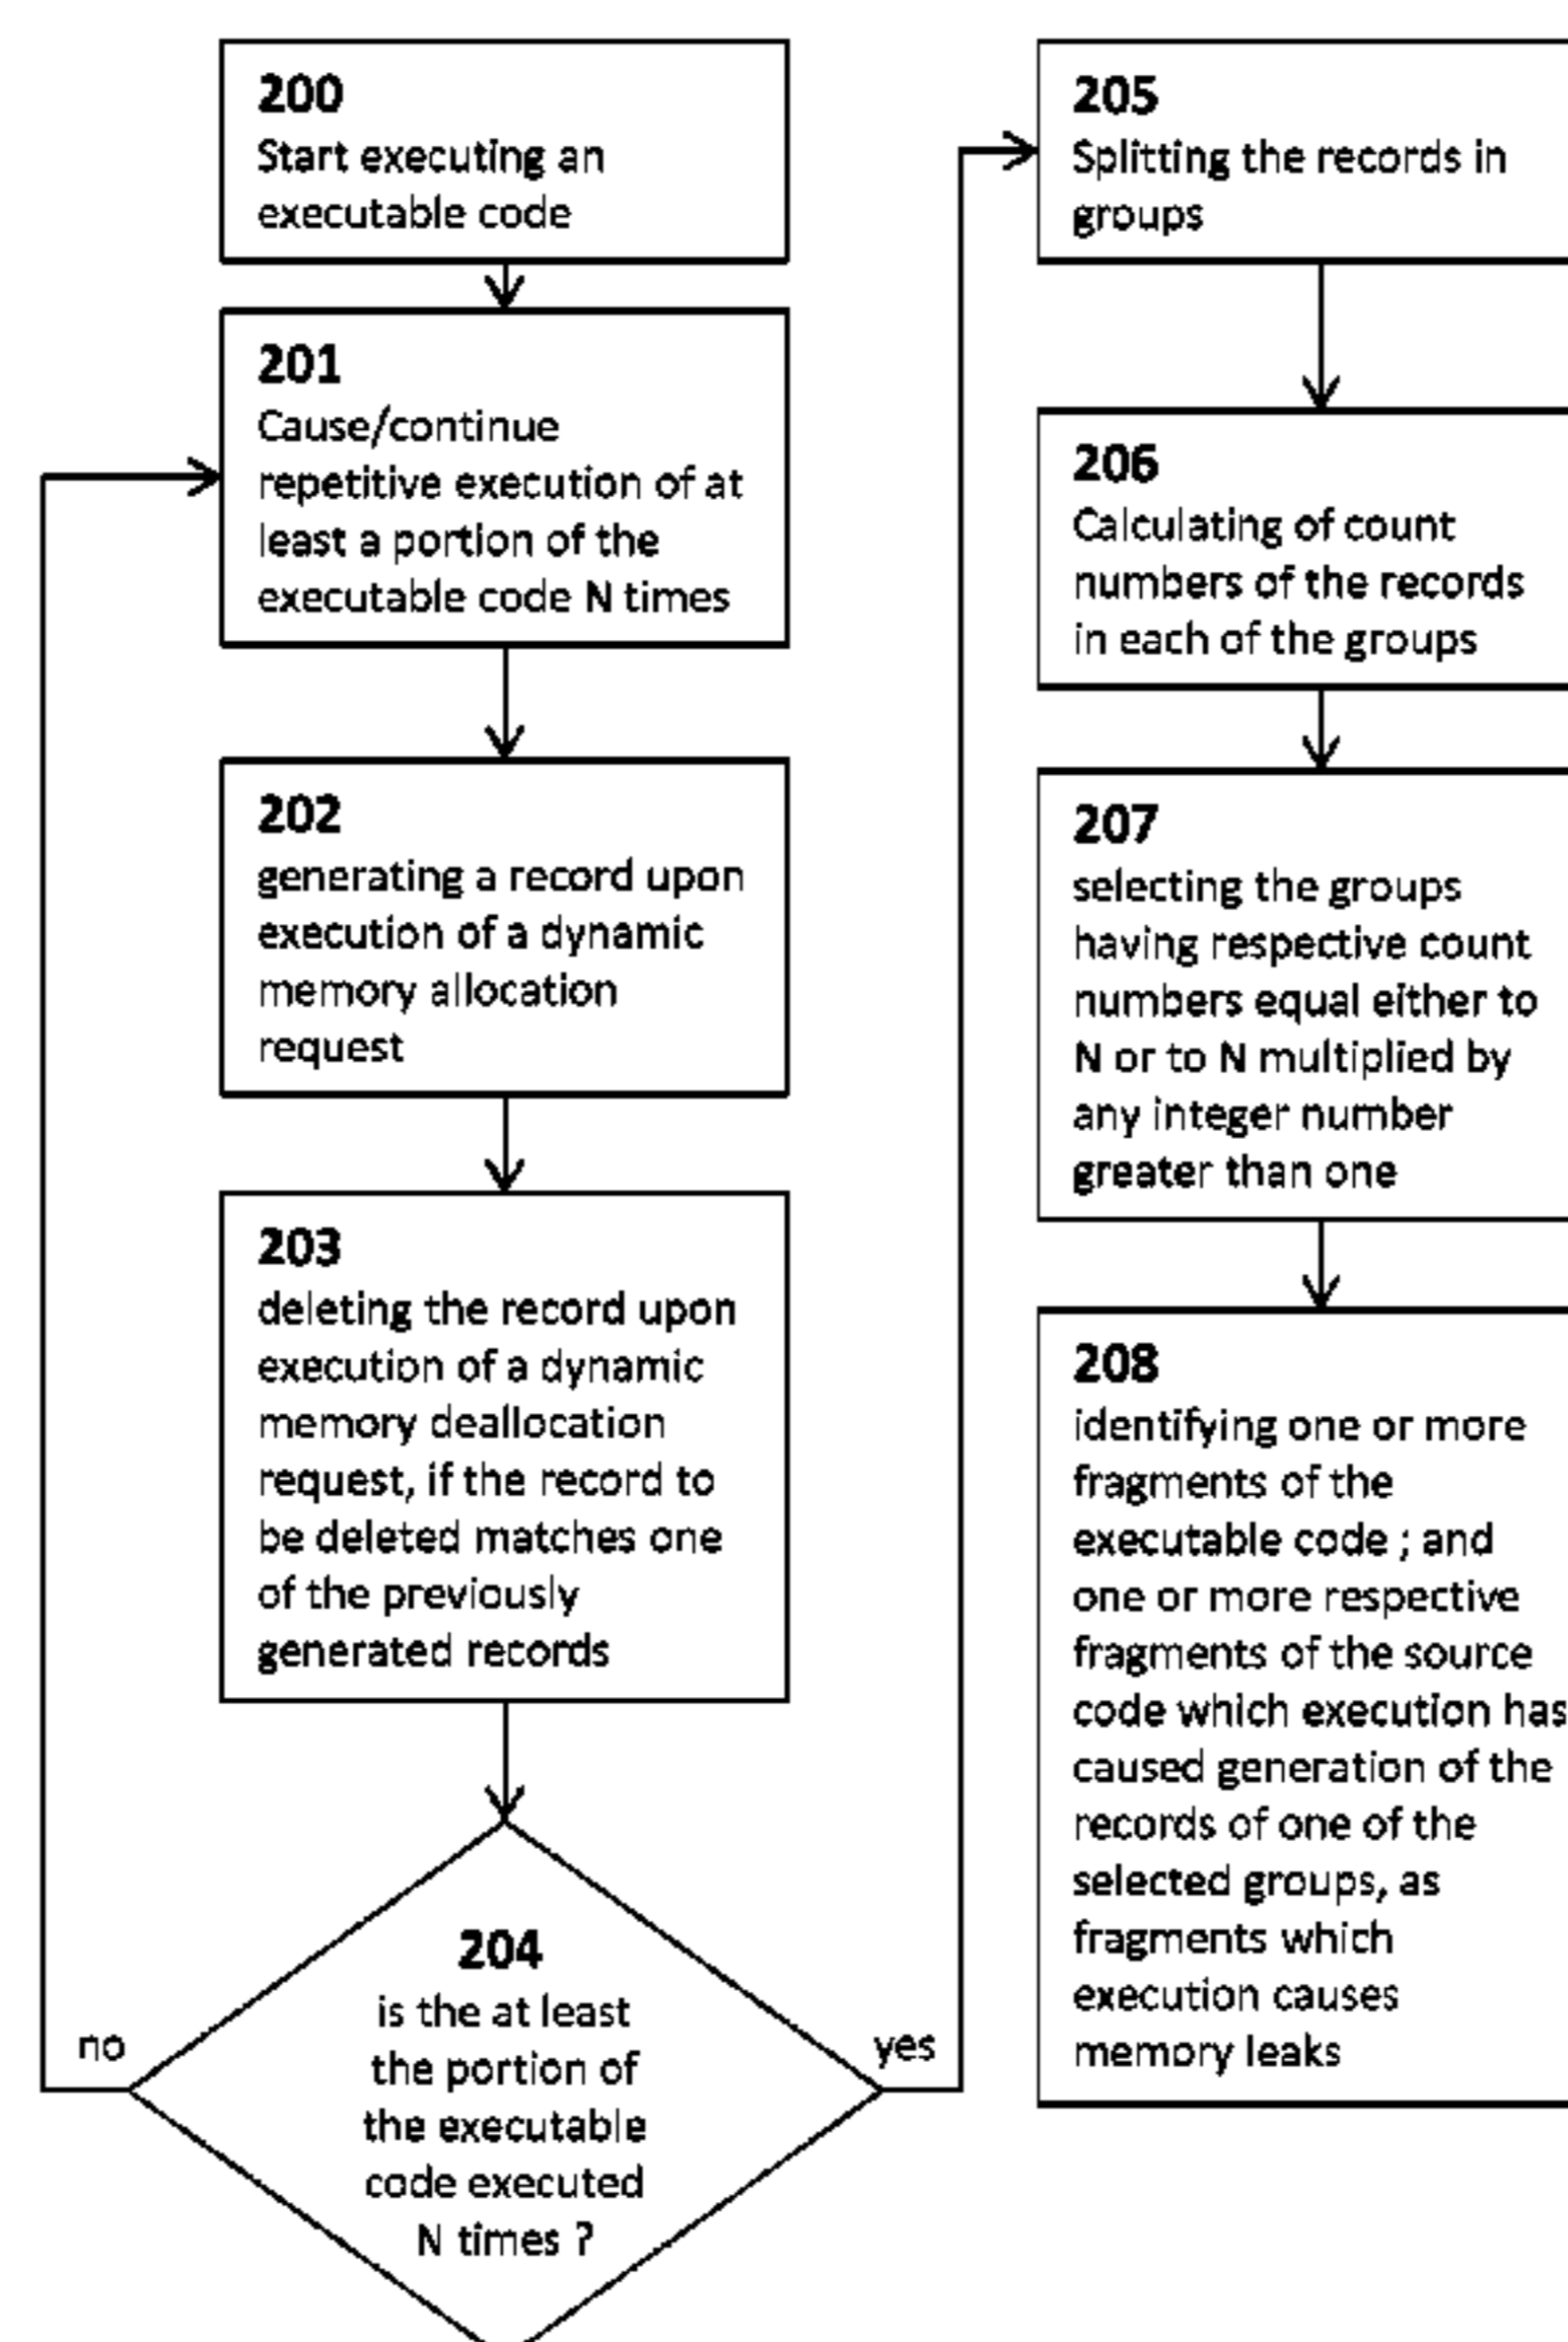 200
Start executing an
executable code
201
Cause/continue
repetitive execution of at
least a portion of the
executable code N times
202
generating a record upon
execution of a dynamic
memory allocation
request
203
deleting the record upon
execution of a dynamic
memory deallocation
request, if the record to
be deleted matches one
of the previously
generated records
204
is the at least
the portion of
the executable
code executed
N times ?
no
yes
205
Splitting the records in
groups
206
Calculating of count
numbers of the records
in each of the groups
207
selecting the groups
having respective count
numbers equal either to
N or to N multiplied by
any integer number
greater than one
208
identifying one or more
fragments of the
executable code ; and
one or more respective
fragments of the source
code which execution has
caused generation of the
records of one of the
selected groups, as
fragments which
execution causes
memory leaks